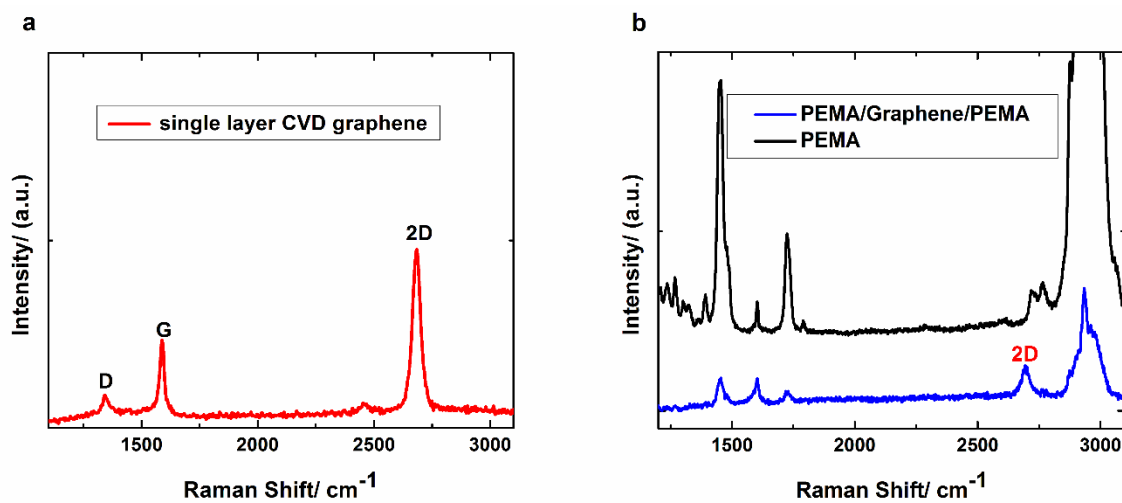 a
single layer CVD graphene
D
G
2D
Intensity/ (a.u.)
1500
2000
2500
3000
Raman Shift/ cm⁻¹
b
PEMA/Graphene/PEMA
PEMA
2D
Intensity/ (a.u.)
1500
2000
2500
3000
Raman Shift/ cm⁻¹